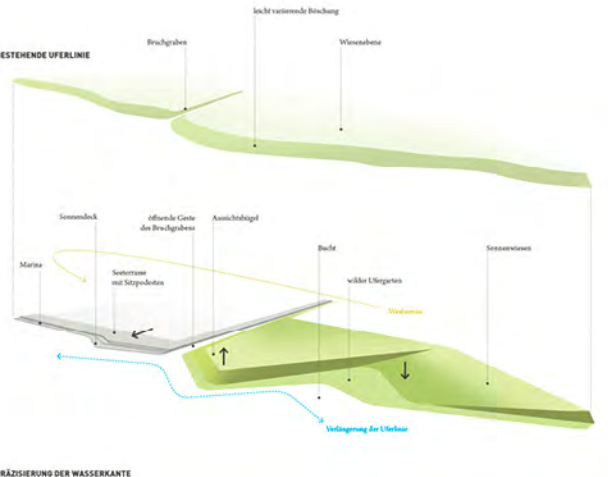 leicht variierende Böschung
Bruchgraben
Wiesenebene
ESTEHENDE UFERLINIE
Sonnendeck
öffnende Geste
des Bruchgrabens
Aussichtshügel
Bucht
Sonnenwiesen
Marina
Seeterrasse
mit Sitzpodesten
wilder Ufergarten
Verlängerung der Uferlinie
RÄZISIERUNG DER WASSERKANTE